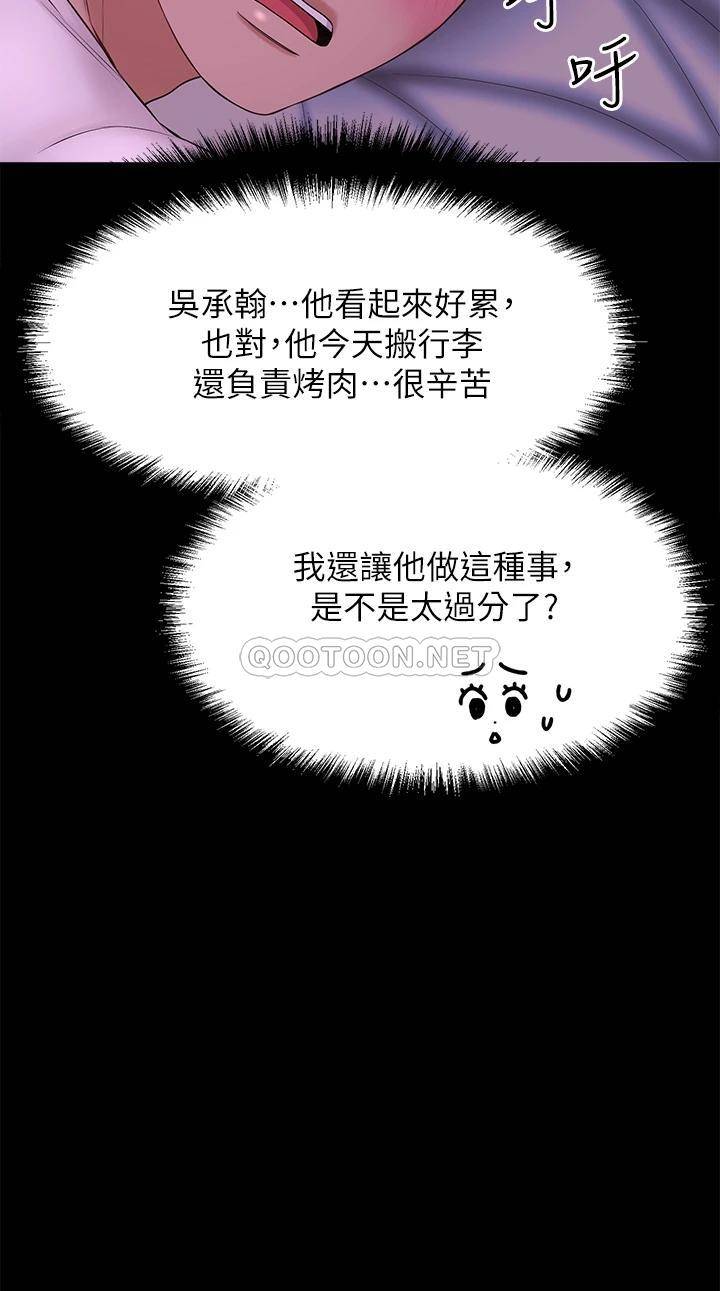 吁
吁
吳承翰…他看起來好累,
也對,他今天搬行李
還負責烤肉…很辛苦
我還讓他做這種事,
是不是太過分了?
QOOTOON.NET